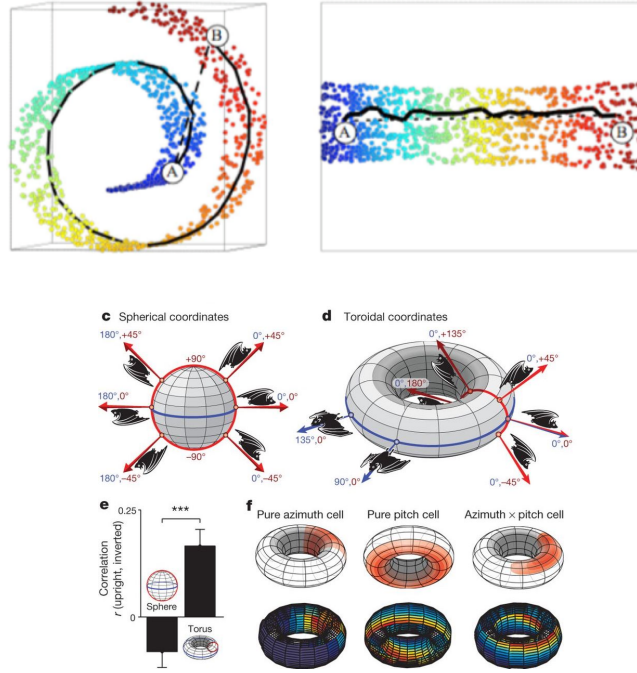 B
A
A
B
c Spherical coordinates
d Toroidal coordinates
180°,+45°
0°,+45°
+90°
180°,0°
0°,0°
−90°
180°,−45°
0°,−45°
0°,+135°
0°,+45°
0°,180°
135°,0°
0°,0°
90°,0°
0°,−45°
e
0.25
***
Correlation
r (upright, inverted)
Sphere
0
Torus
f
Pure azimuth cell
Pure pitch cell
Azimuth × pitch cell